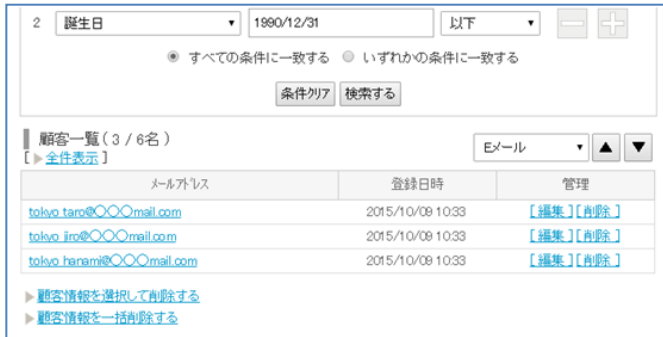 2 誕生日 1990/12/31 以下
すべての条件に一致する いずれかの条件に一致する
条件クリア 検索する
顧客一覧(3/6名)
[▶全件表示]
Eメール ▲ ▼
メールアドレス 登録日時 管理
tokyo taro@〇〇〇mail.com 2015/10/09 10:33 [編集][削除]
tokyo jiro@〇〇〇mail.com 2015/10/09 10:33 [編集][削除]
tokyo hanami@〇〇〇mail.com 2015/10/09 10:33 [編集][削除]
▶顧客情報を選択して削除する
▶顧客情報を一括削除する